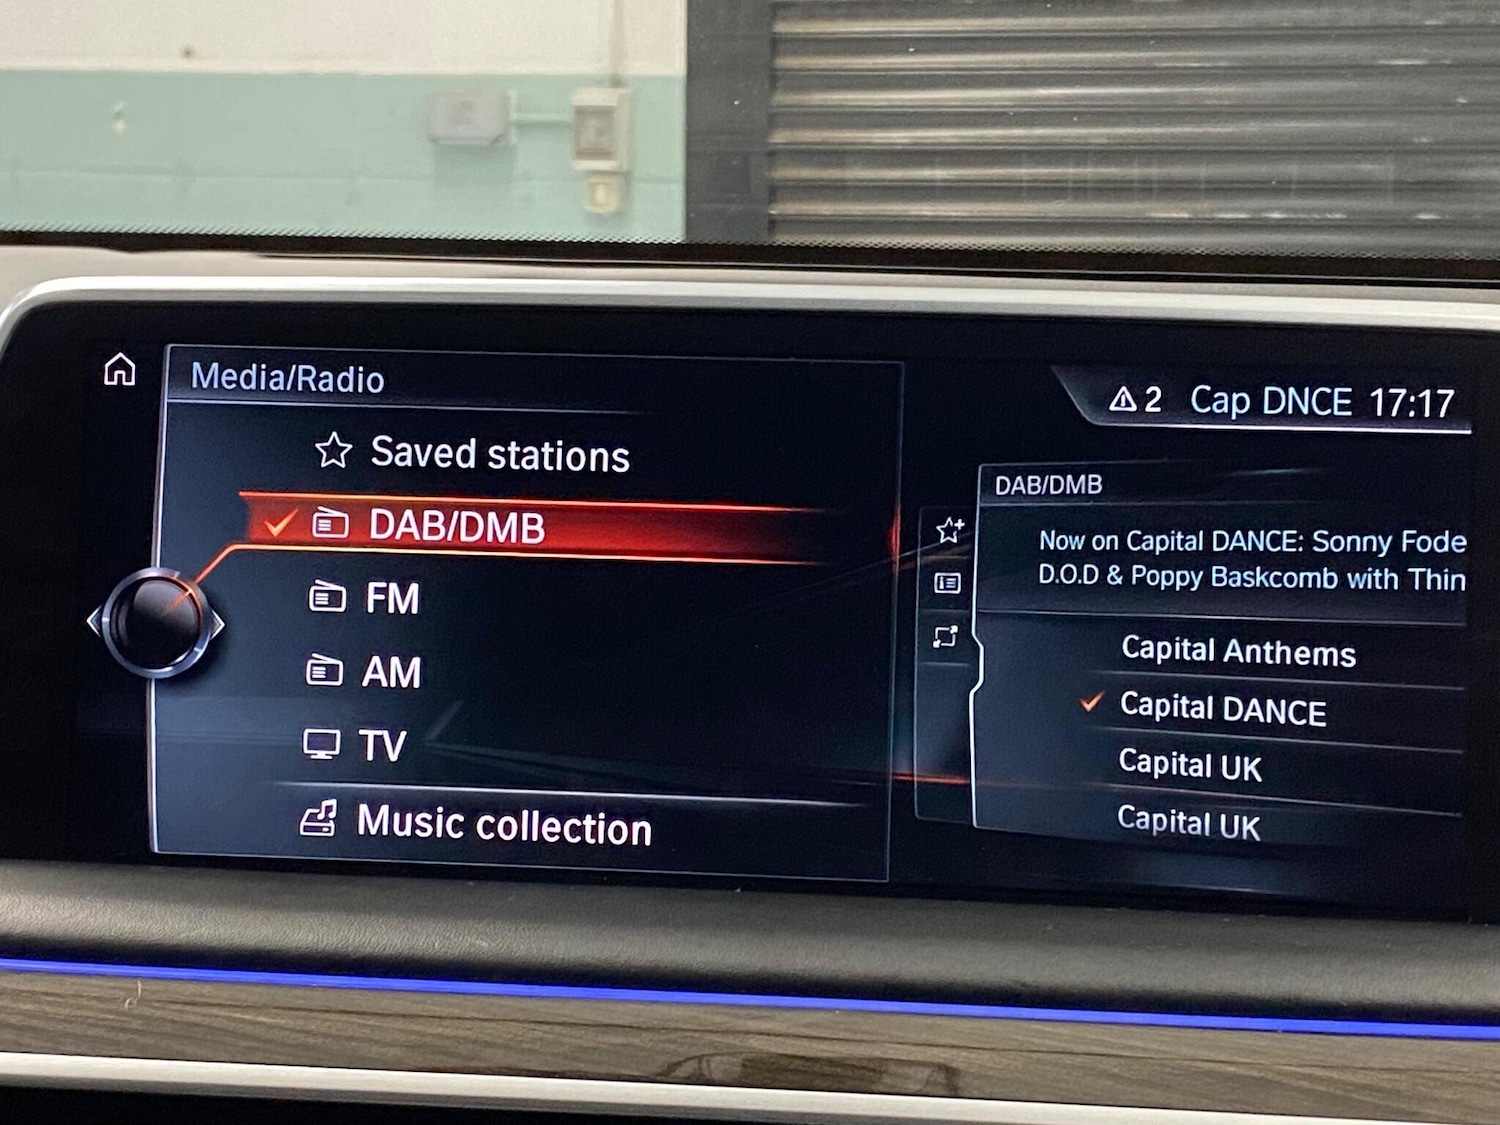 Media/Radio
Saved stations
DAB/DMB
FM
AM
TV
Music collection
2 Cap DNCE 17:17
DAB/DMB
Now on Capital DANCE: Sonny Fode
D.O.D & Poppy Baskcomb with Thin
Capital Anthems
Capital DANCE
Capital UK
Capital UK